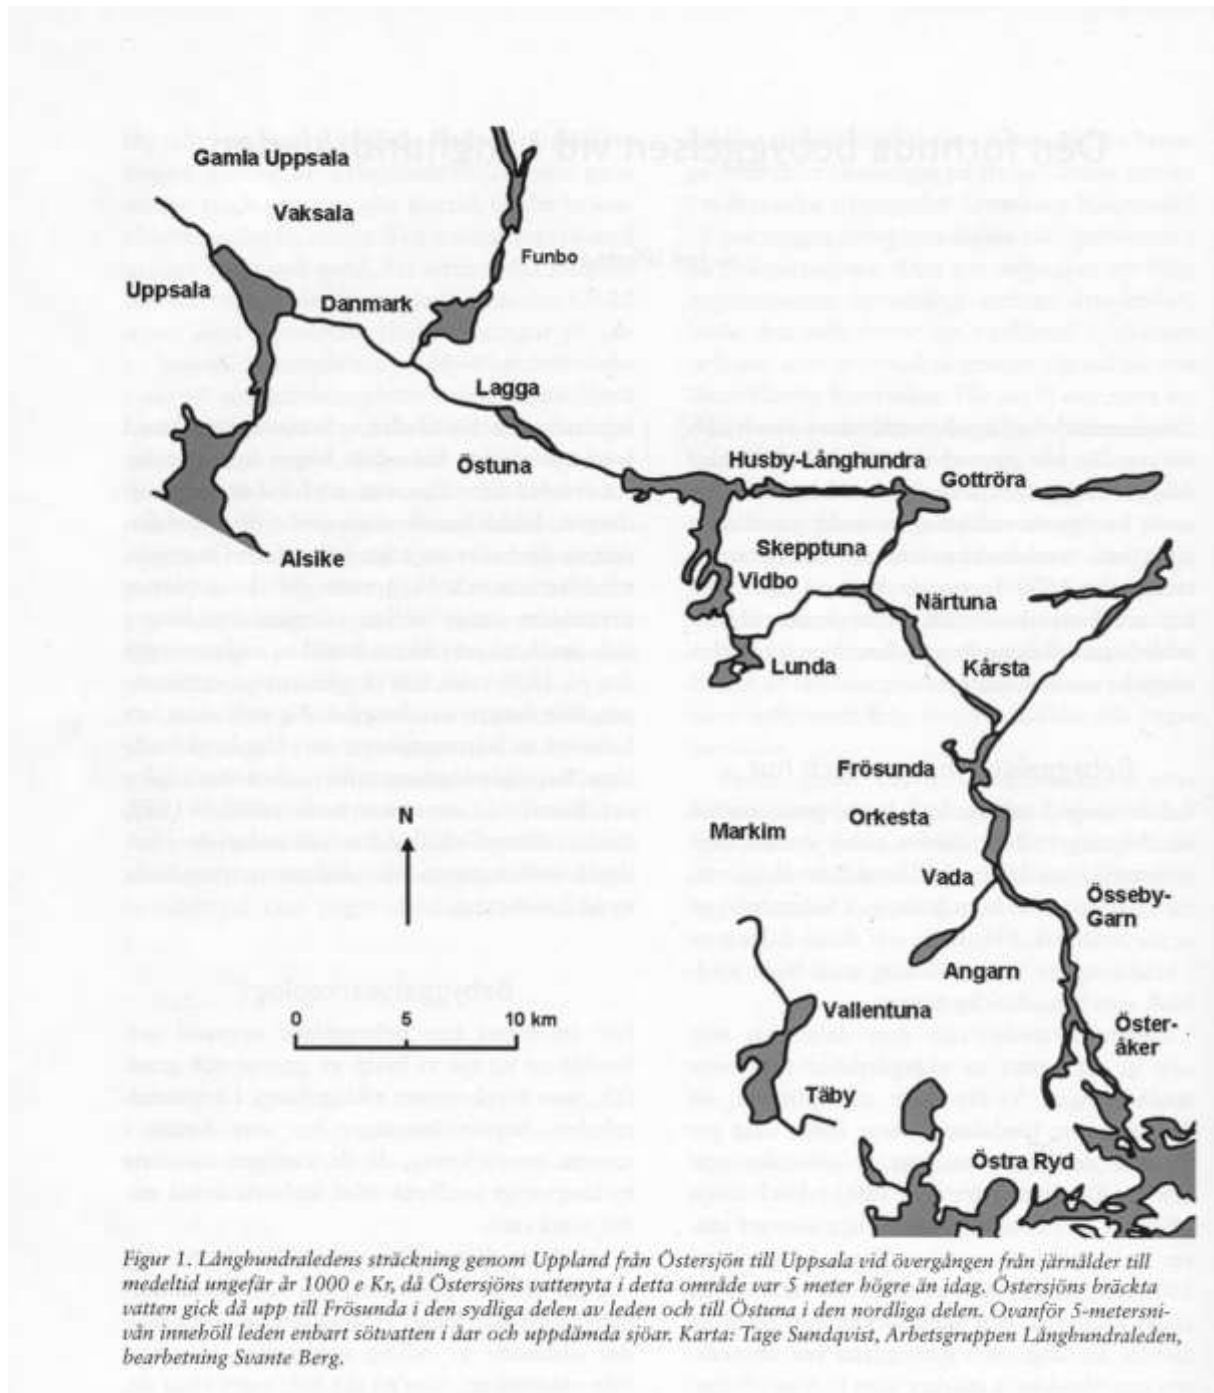 Gamla Uppsala
Vaksala
Funbo
Uppsala
Danmark
Lagga
Östuna
Husby-Långhundra
Gottröra
Alsike
Skepptuna
Vidbo
Närtuna
Lunda
Kårsta
Frösunda
N
Markim
Orkesta
Vada
Össeby-
Garn
Angarn
0 5 10 km
Vallentuna
Öster-
åker
Täby
Östra Ryd
Figur 1. Långhundraledens sträckning genom Uppland från Östersjön till Uppsala vid övergången från järnålder till
medeltid ungefär år 1000 e Kr, då Östersjöns vattenyta i detta område var 5 meter högre än idag. Östersjöns bräckta
vatten gick då upp till Frösunda i den sydliga delen av leden och till Östuna i den nordliga delen. Ovanför 5-metersni-
vån innehöll leden enbart sötvatten i åar och uppdämda sjöar. Karta: Tage Sundqvist, Arbetsgruppen Långhundraleden,
bearbetning Svante Berg.